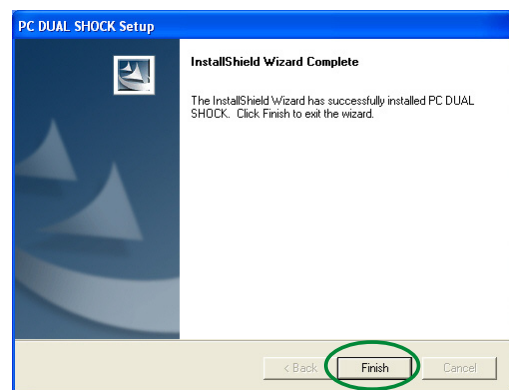 PC DUAL SHOCK Setup
InstallShield Wizard Complete
The InstallShield Wizard has successfully installed PC DUAL
SHOCK. Click Finish to exit the wizard.
< Back Finish Cancel